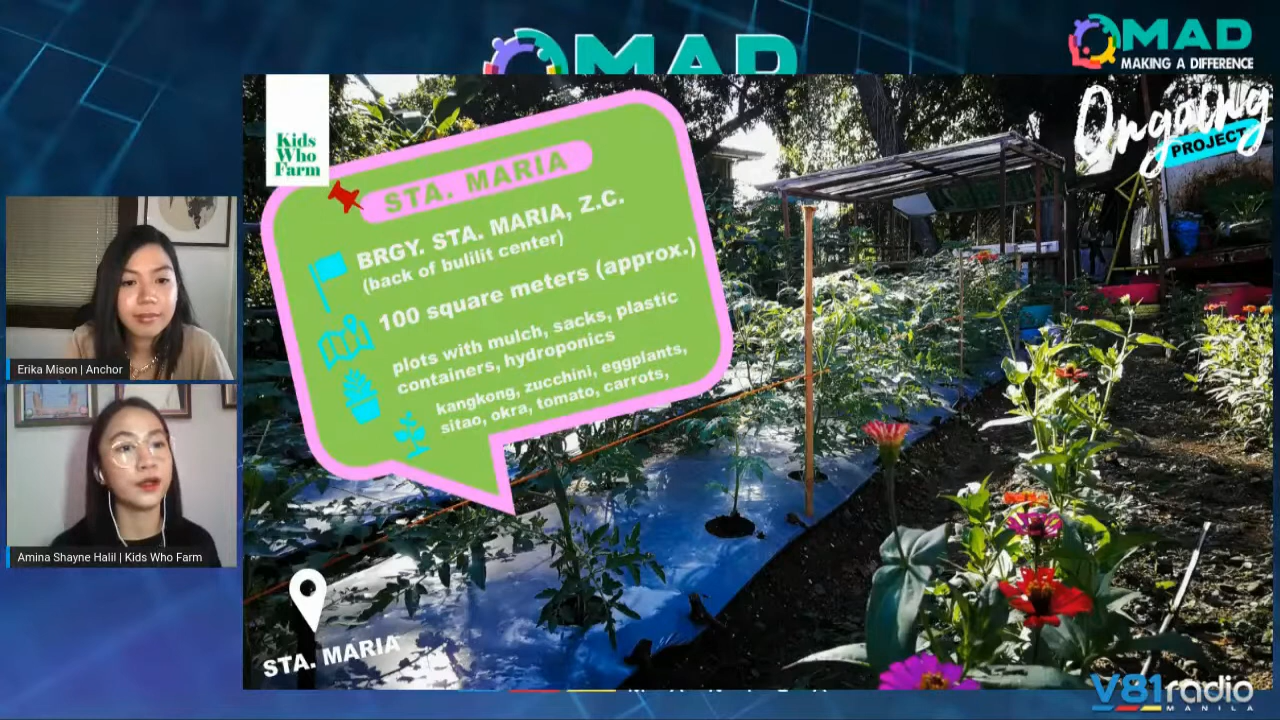 OMAD
OMAD
MAKING A DIFFERENCE
Ongoing
PROJECT
Kids
Who
Farm
STA. MARIA
BRGY. STA. MARIA, Z.C.
(back of bulilit center)
100 square meters (approx.)
plots with mulch, sacks, plastic
containers, hydroponics
kangkong, zucchini, eggplants,
sitao, okra, tomato, carrots,
Erika Mison | Anchor
Amina Shayne Halil | Kids Who Farm
STA. MARIA
V81radio
MANILA